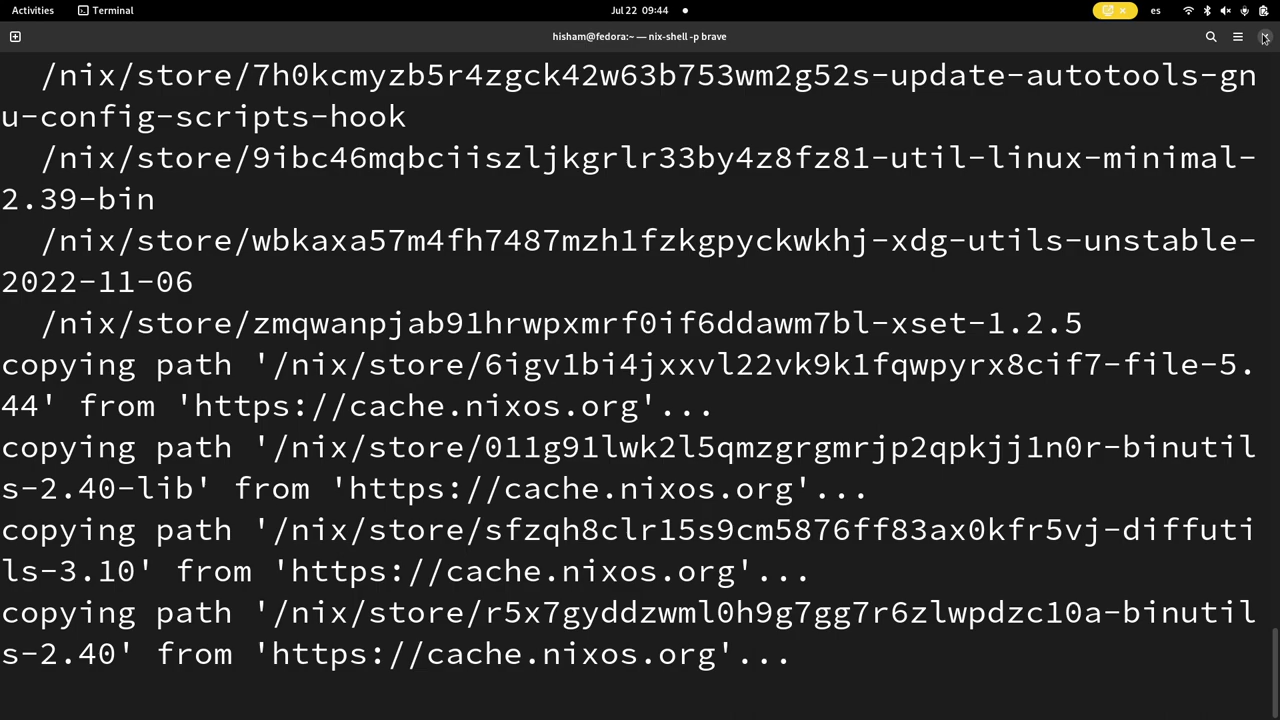 Activities Terminal Jul 22 09:44 es
hisham@fedora:~ — nix-shell -p brave
/nix/store/7h0kcmyzb5r4zgck42w63b753wm2g52s-update-autotools-gn
u-config-scripts-hook
/nix/store/9ibc46mqbciiszljkgrlr33by4z8fz81-util-linux-minimal-
2.39-bin
/nix/store/wbkaxa57m4fh7487mzh1fzkgpyckwkhj-xdg-utils-unstable-
2022-11-06
/nix/store/zmqwanpjab91hrwpxmrf0if6ddawm7bl-xset-1.2.5
copying path '/nix/store/6igv1bi4jxxvl22vk9k1fqwpyrx8cif7-file-5.
44' from 'https://cache.nixos.org'...
copying path '/nix/store/011g91lwk2l5qmzgrgmrjp2qpkjj1n0r-binutil
s-2.40-lib' from 'https://cache.nixos.org'...
copying path '/nix/store/sfzqh8clr15s9cm5876ff83ax0kfr5vj-diffuti
ls-3.10' from 'https://cache.nixos.org'...
copying path '/nix/store/r5x7gyddzwml0h9g7gg7r6zlwpdzc10a-binutil
s-2.40' from 'https://cache.nixos.org'...